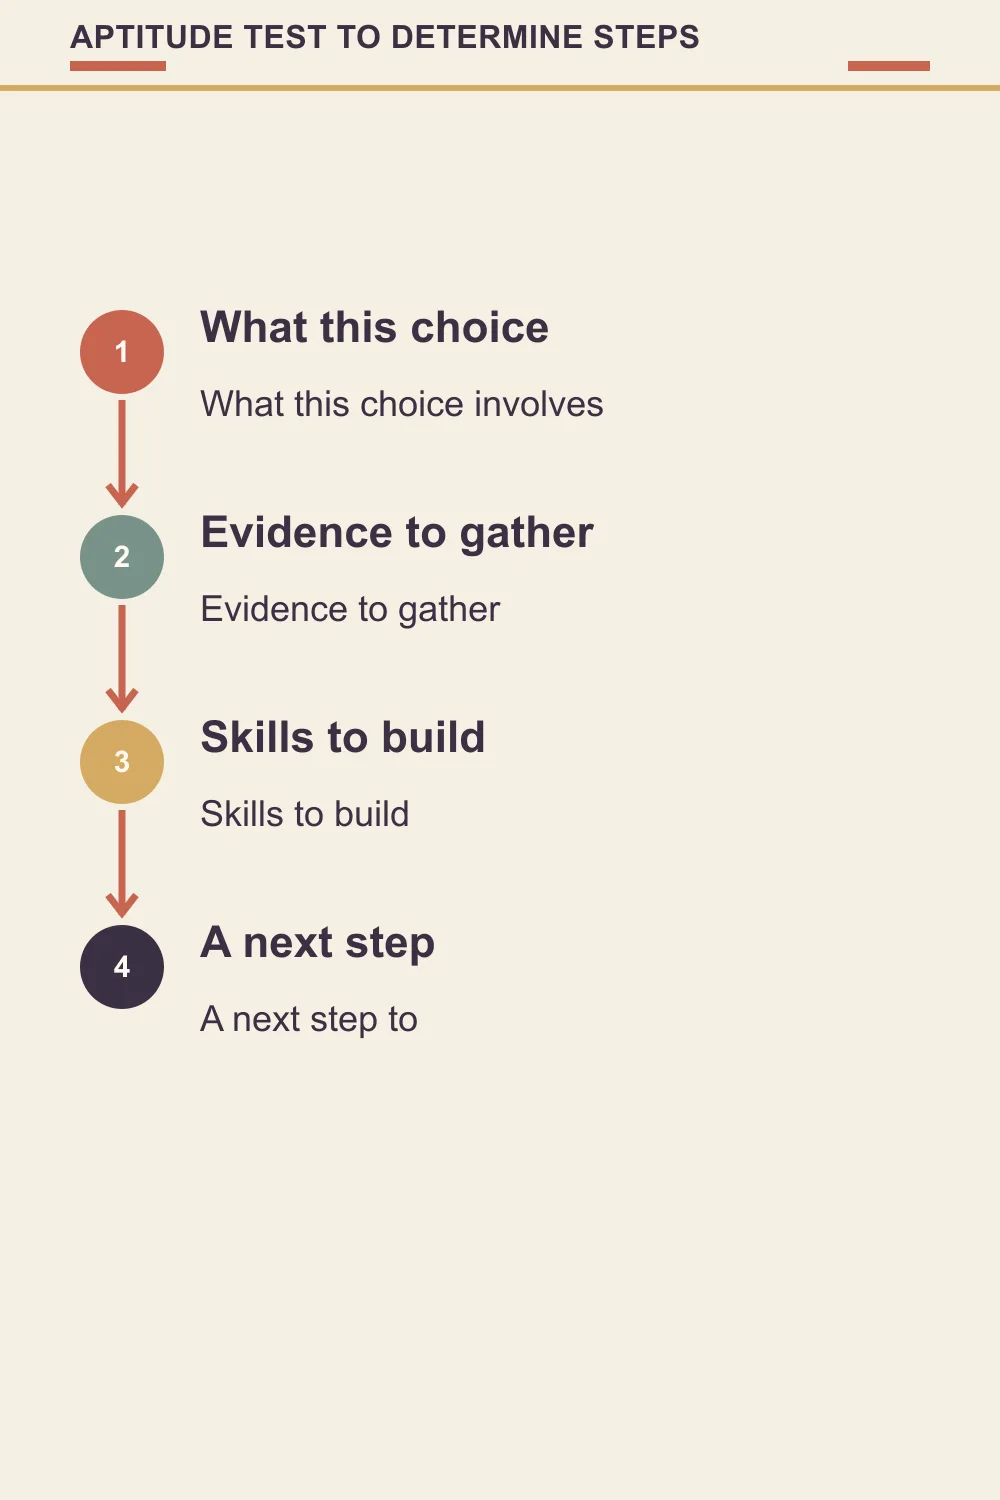 APTITUDE TEST TO DETERMINE STEPS
1
What this choice
What this choice involves
2
Evidence to gather
Evidence to gather
3
Skills to build
Skills to build
4
A next step
A next step to